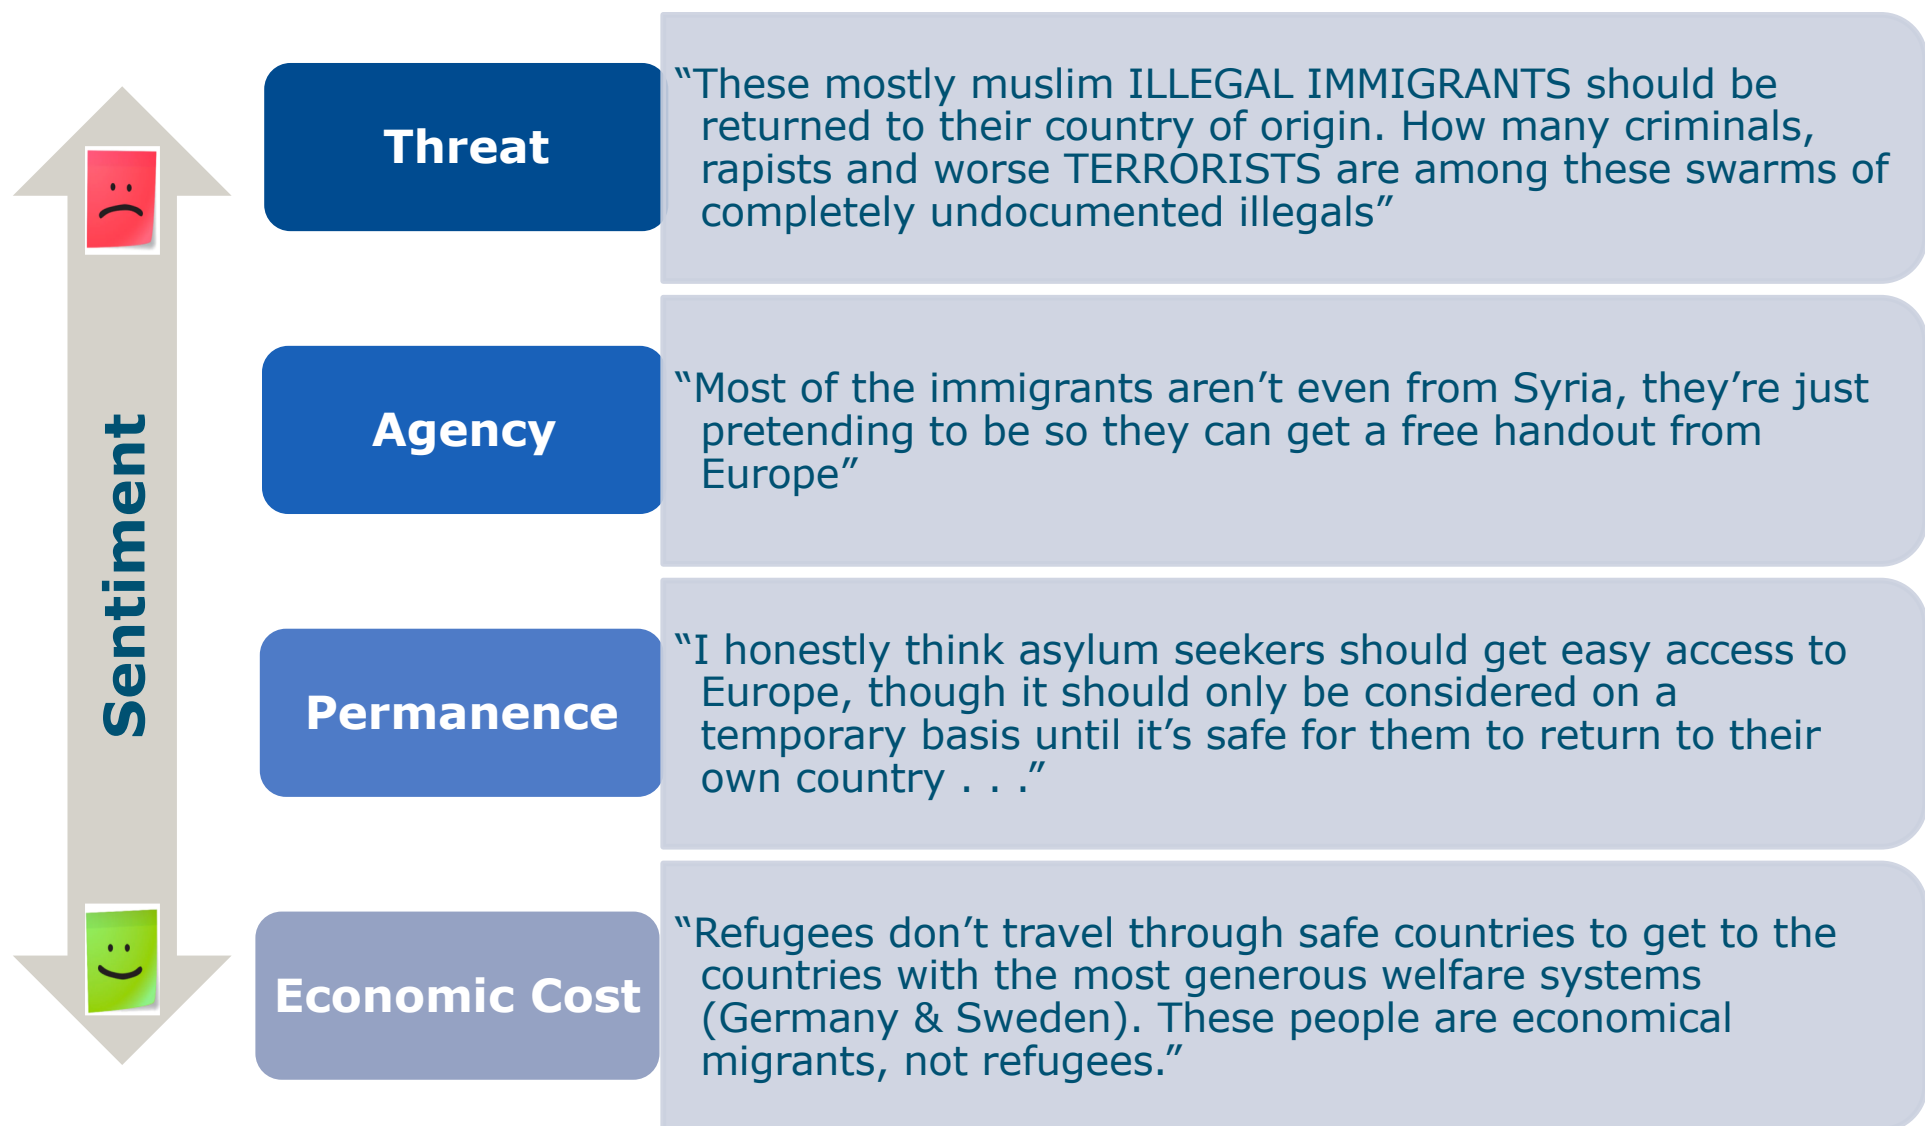 Sentiment
Threat
“These mostly muslim ILLEGAL IMMIGRANTS should be
returned to their country of origin. How many criminals,
rapists and worse TERRORISTS are among these swarms of
completely undocumented illegals”
Agency
“Most of the immigrants aren’t even from Syria, they’re just
pretending to be so they can get a free handout from
Europe”
Permanence
“I honestly think asylum seekers should get easy access to
Europe, though it should only be considered on a
temporary basis until it’s safe for them to return to their
own country . . .”
Economic Cost
“Refugees don’t travel through safe countries to get to the
countries with the most generous welfare systems
(Germany & Sweden). These people are economical
migrants, not refugees.”